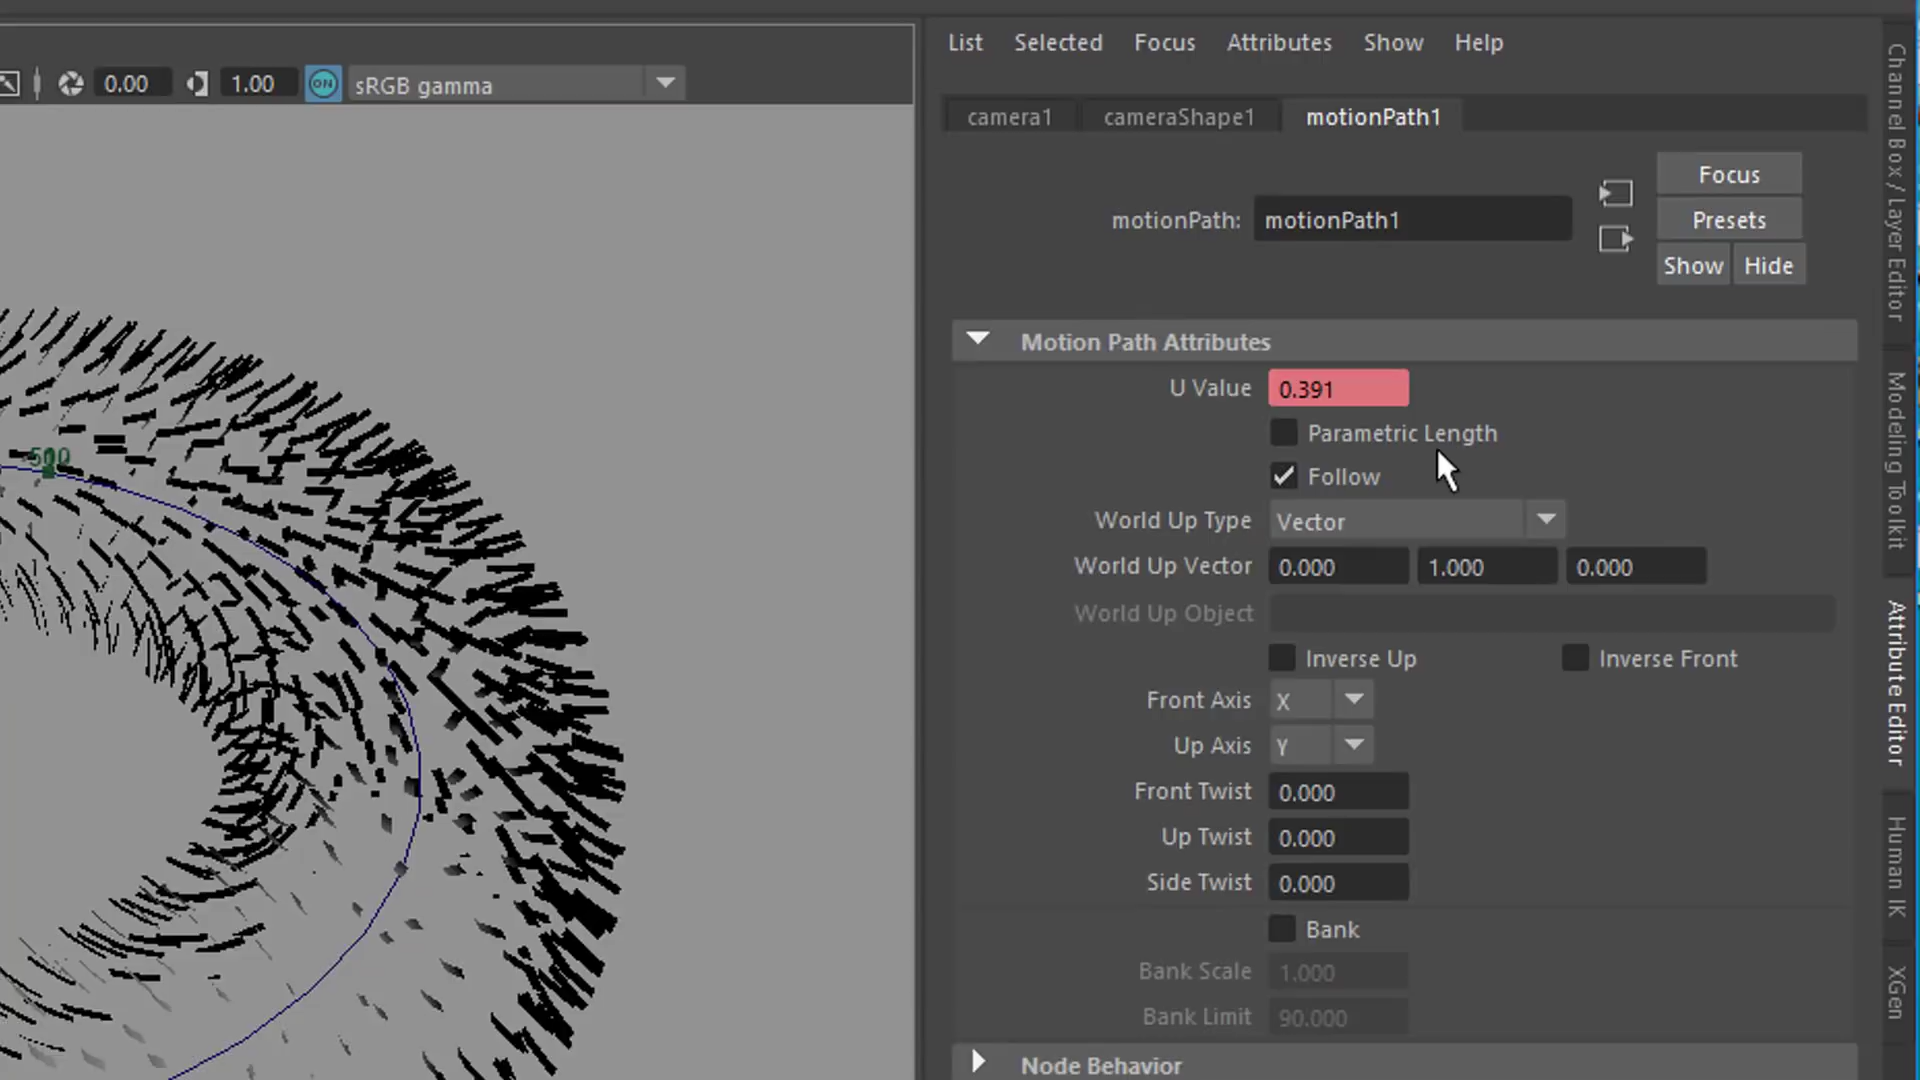 List Selected Focus Attributes Show Help
0.00 1.00 ON sRGB gamma
camera1 cameraShape1 motionPath1
motionPath: motionPath1
Focus
Presets
Show Hide
Motion Path Attributes
U Value 0.391
Parametric Length
Follow
World Up Type Vector
World Up Vector 0.000 1.000 0.000
World Up Object
Inverse Up Inverse Front
Front Axis X
Up Axis Y
Front Twist 0.000
Up Twist 0.000
Side Twist 0.000
Bank
Bank Scale 1.000
Bank Limit 90.000
Node Behavior
Channel Box / Layer Editor
Modeling Toolkit
Attribute Editor
Human IK
XGen